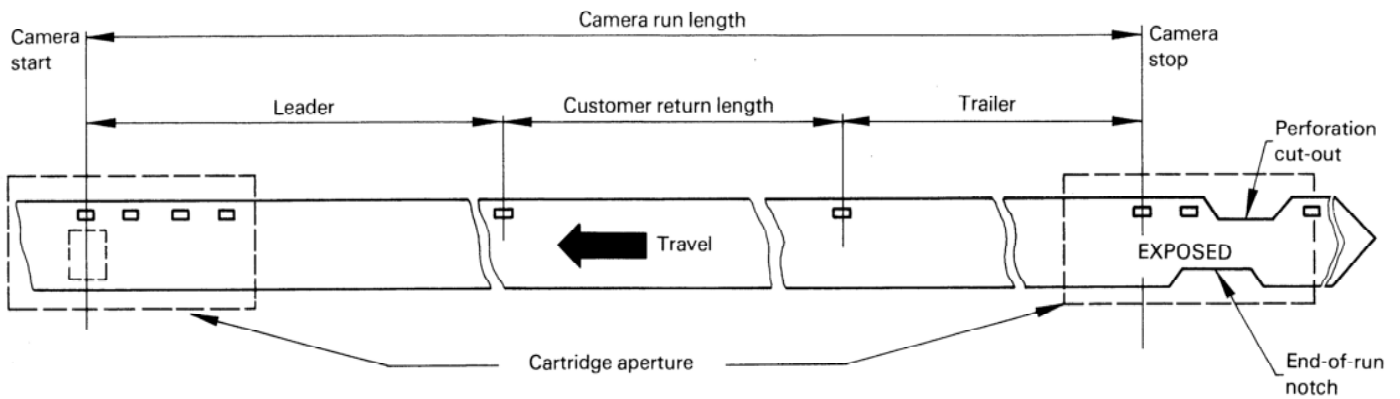 Camera run length
Camera
start
Camera
stop
Leader
Customer return length
Trailer
Perforation
cut-out
Travel
EXPOSED
Cartridge aperture
End-of-run
notch